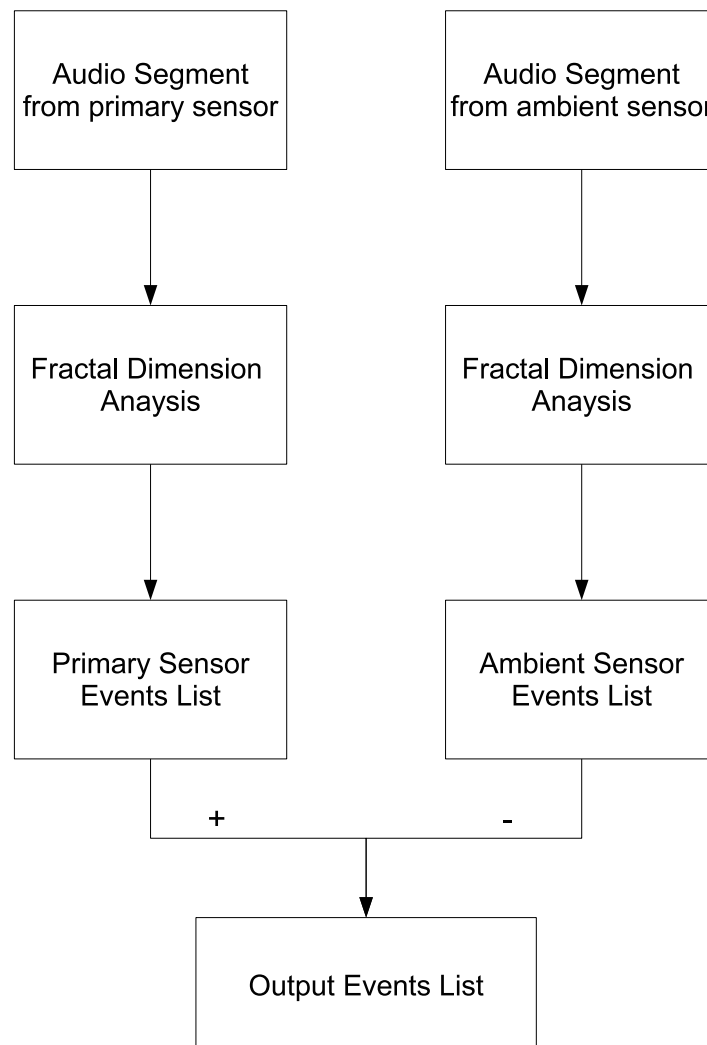 Audio Segment
from primary sensor
Audio Segment
from ambient sensor
Fractal Dimension
Anaysis
Fractal Dimension
Anaysis
Primary Sensor
Events List
Ambient Sensor
Events List
+
-
Output Events List